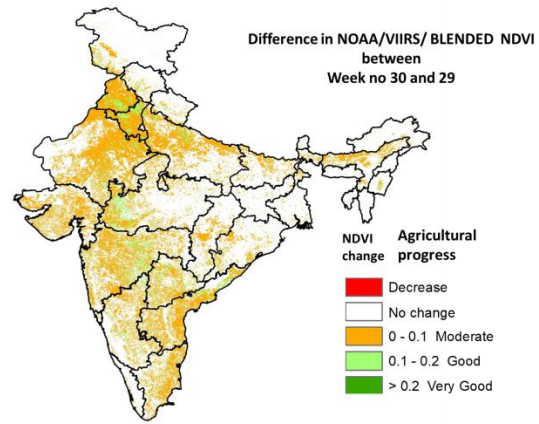 Difference in NOAA/VIIRS/ BLENDED NDVI
between
Week no 30 and 29
NDVI change Agricultural progress
Decrease
No change
0 - 0.1 Moderate
0.1 - 0.2 Good
> 0.2 Very Good